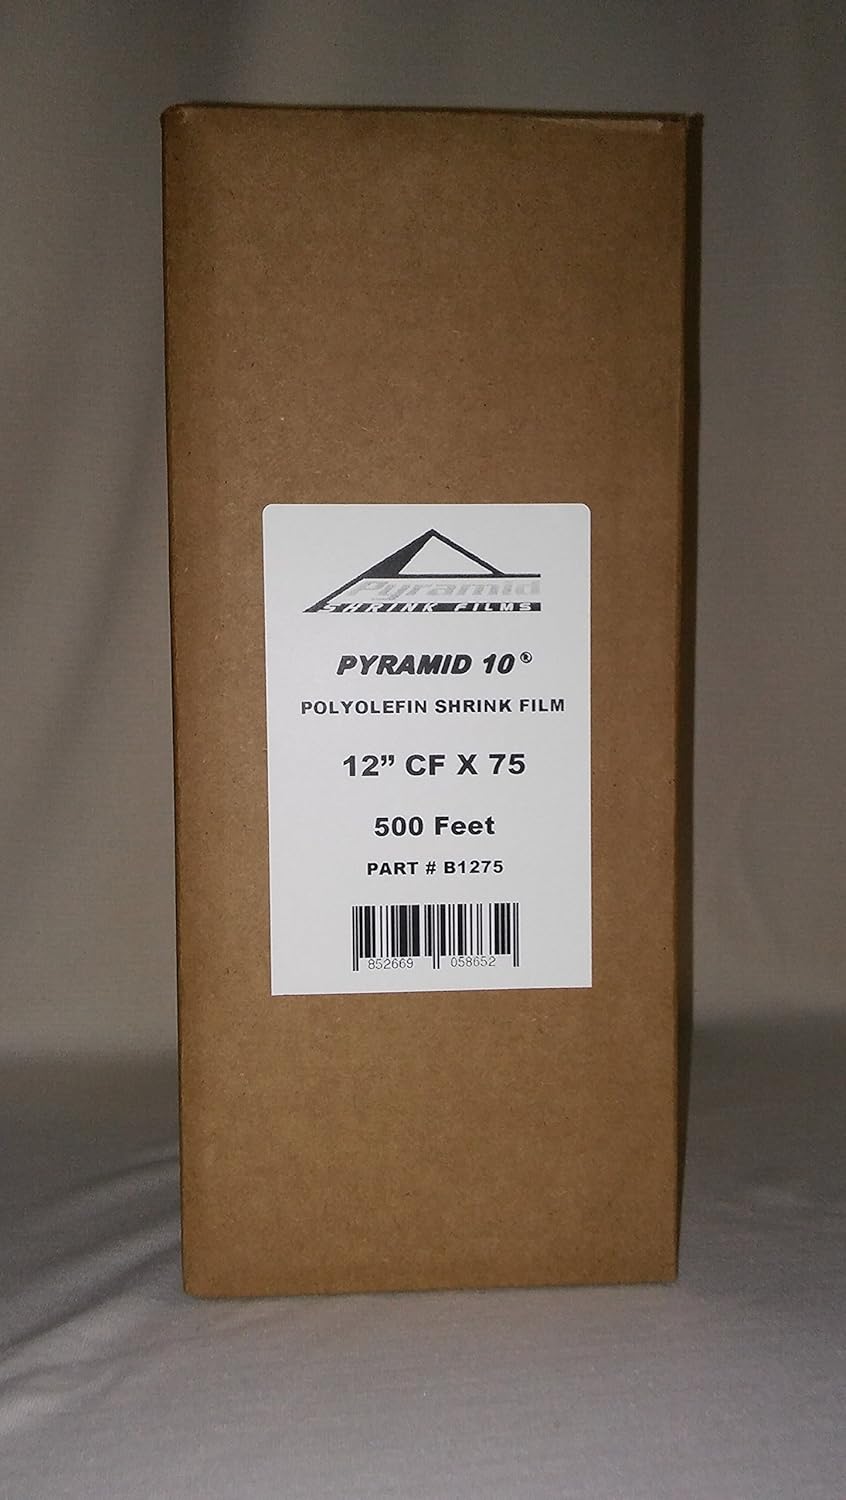 Pyramid
SHRINK FILMS
PYRAMID 10®
POLYOLEFIN SHRINK FILM
12” CF X 75
500 Feet
PART # B1275
852669 058652